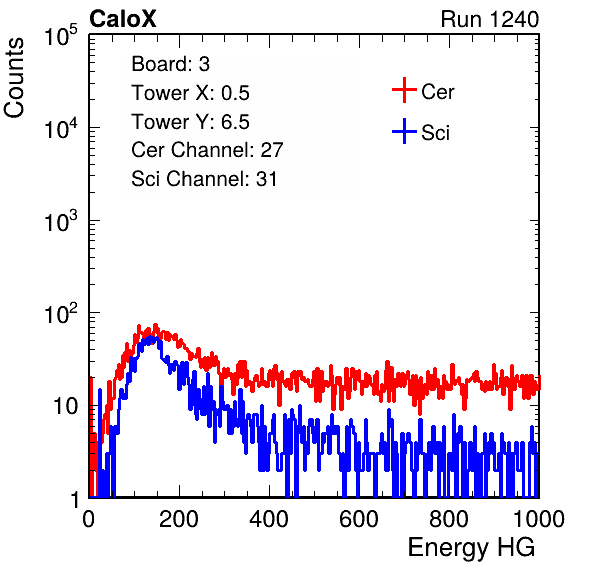 CaloX Run 1240
Counts
10^5
10^4
10^3
10^2
10
1
Board: 3
Tower X: 0.5
Tower Y: 6.5
Cer Channel: 27
Sci Channel: 31
Cer
Sci
0 200 400 600 800 1000
Energy HG